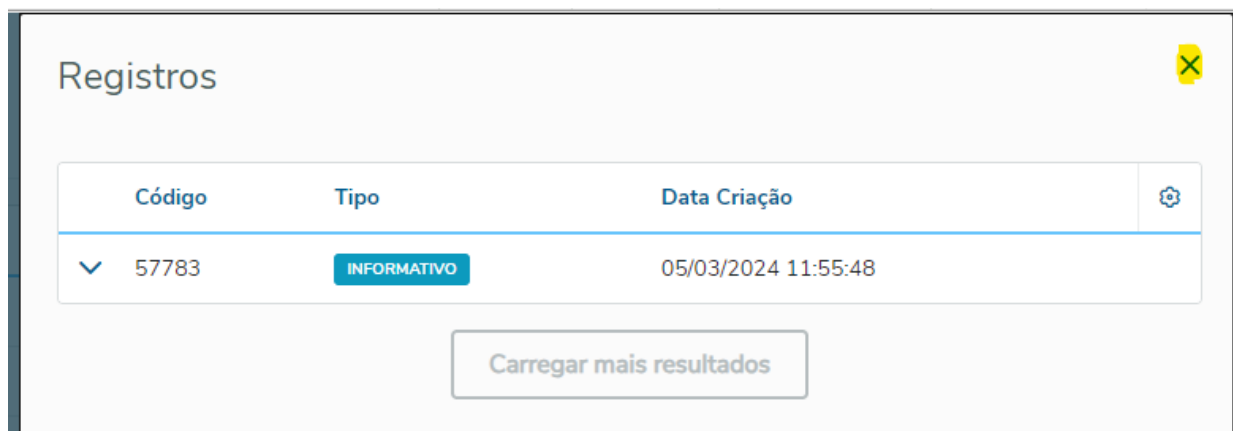 Registros
Código Tipo Data Criação
57783 INFORMATIVO 05/03/2024 11:55:48
Carregar mais resultados